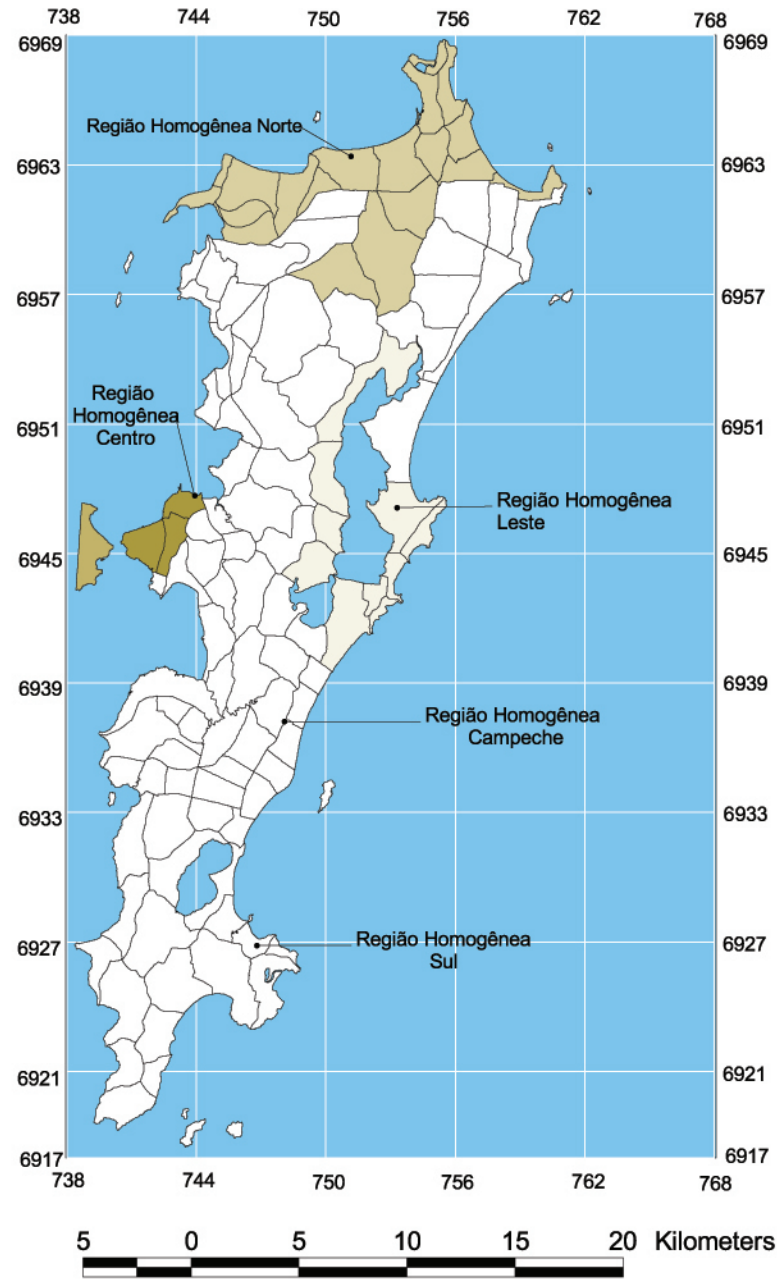 738 744 750 756 762 768
6969 6969
Região Homogênea Norte
6963 6963
6957 6957
Região
Homogênea
Centro
6951 6951
Região Homogênea
Leste
6945 6945
6939 6939
Região Homogênea
Campeche
6933 6933
6927 6927
Região Homogênea
Sul
6921 6921
6917 6917
738 744 750 756 762 768
5 0 5 10 15 20 Kilometers